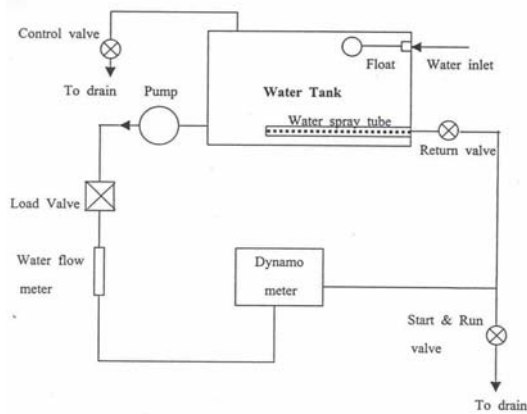 Control valve
To drain
Pump
Float
Water inlet
Water Tank
Water spray tube
Return valve
Load Valve
Water flow
meter
Dynamo
meter
Start & Run
valve
To drain